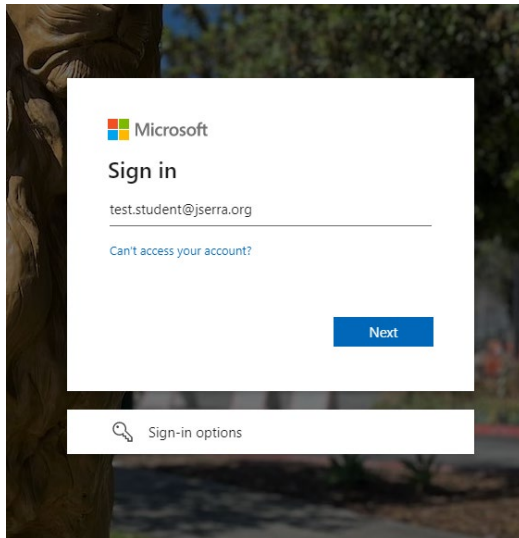 Microsoft
Sign in
test.student@jserra.org
Can't access your account?
Next
Sign-in options